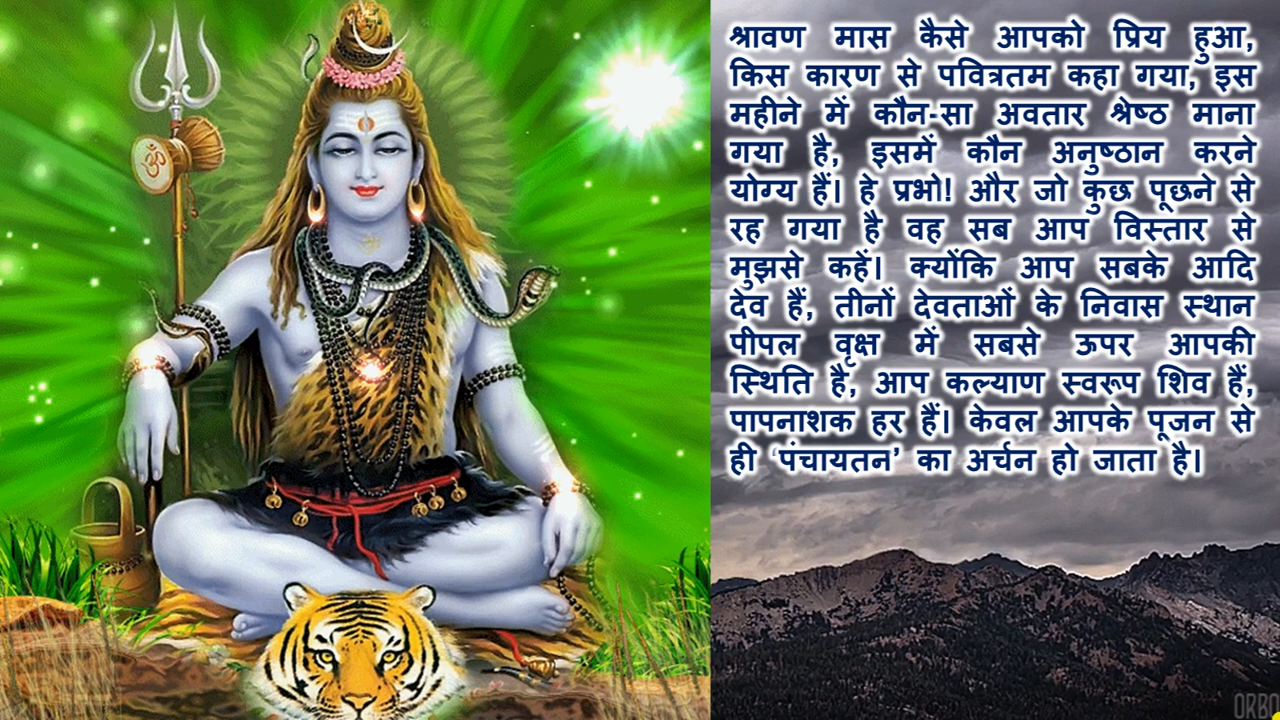 श्रावण मास कैसे आपको प्रिय हुआ,
किस कारण से पवित्रतम कहा गया, इस
महीने में कौन-सा अवतार श्रेष्ठ माना
गया है, इसमें कौन अनुष्ठान करने
योग्य हैं। हे प्रभो! और जो कुछ पूछने से
रह गया है वह सब आप विस्तार से
मुझसे कहें। क्योंकि आप सबके आदि
देव हैं, तीनों देवताओं के निवास स्थान
पीपल वृक्ष में सबसे ऊपर आपकी
स्थिति है, आप कल्याण स्वरूप शिव हैं,
पापनाशक हर हैं। केवल आपके पूजन से
ही ‘पंचायतन’ का अर्चन हो जाता है।
ॐ